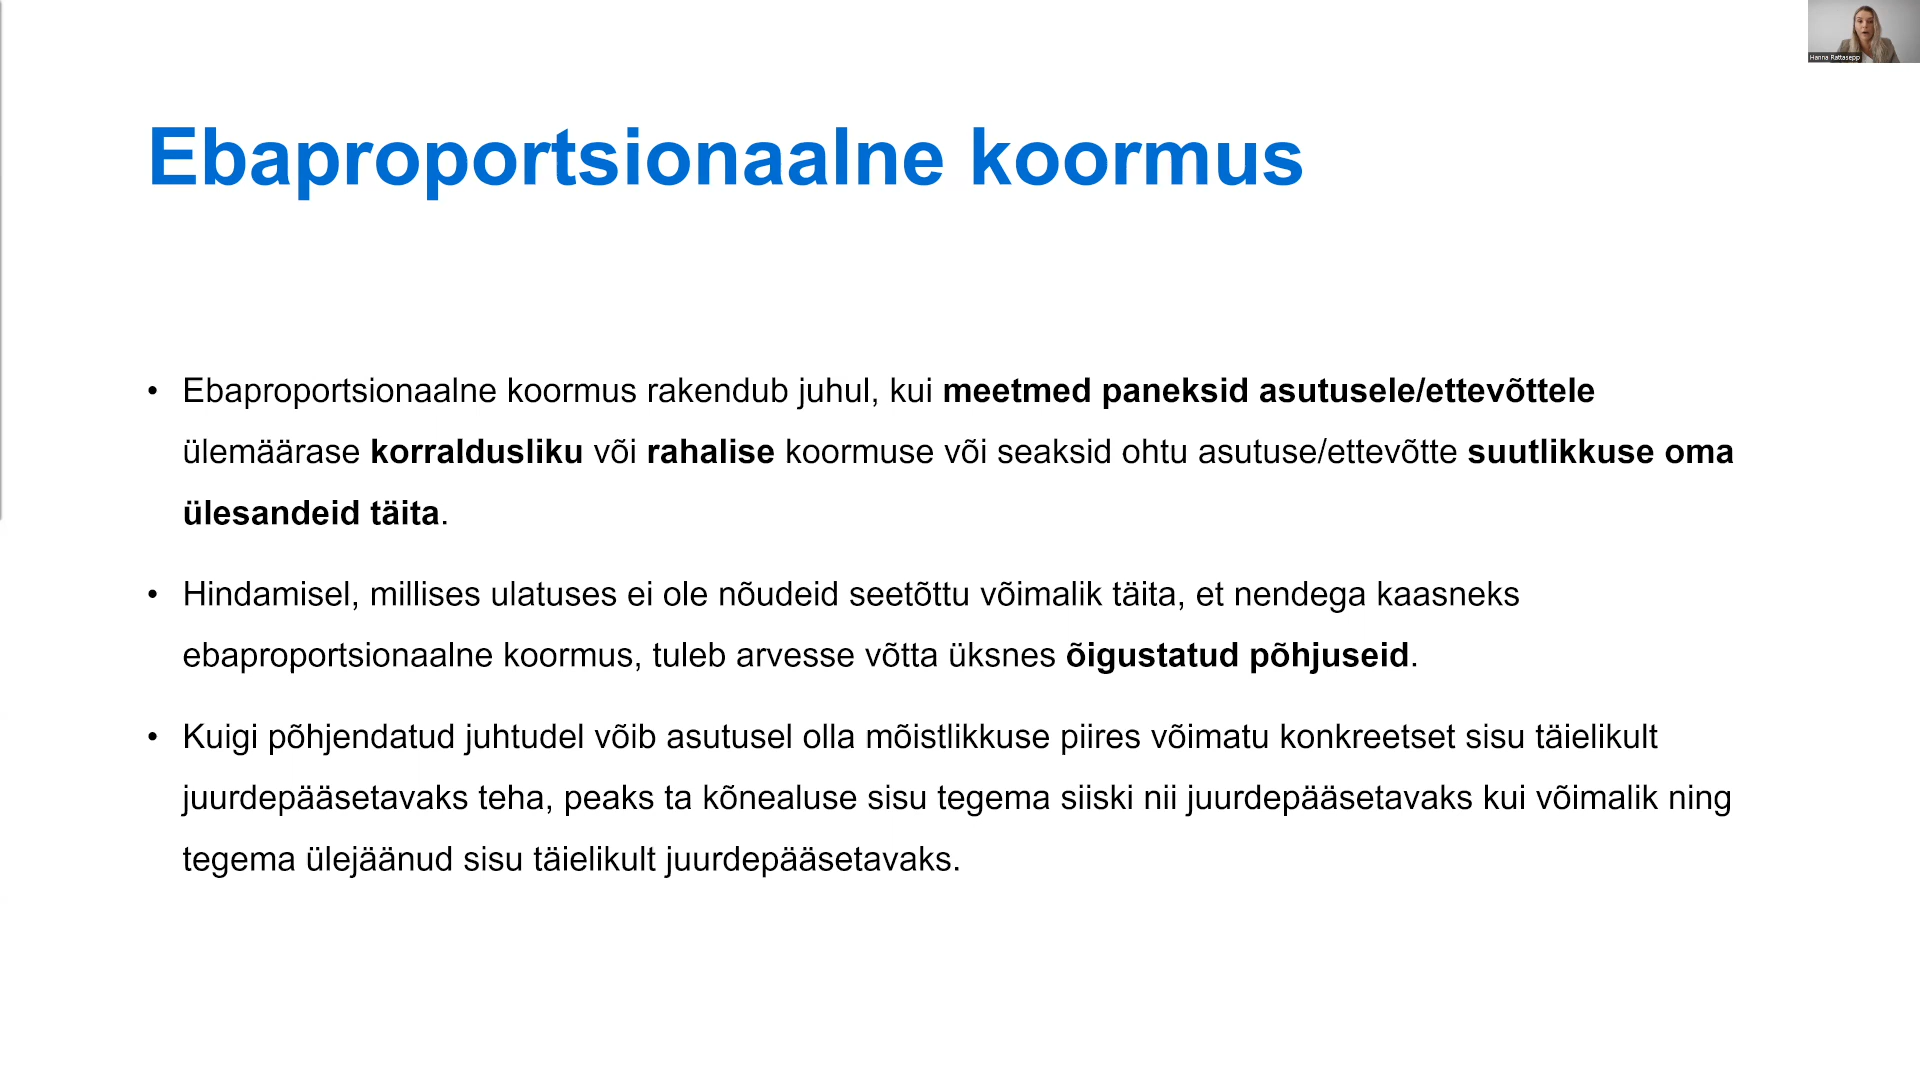 Hanna Rattasepp
Ebaproportsionaalne koormus
• Ebaproportsionaalne koormus rakendub juhul, kui meetmed paneksid asutusele/ettevõttele
ülemäärase korraldusliku või rahalise koormuse või seaksid ohtu asutuse/ettevõtte suutlikkuse oma
ülesandeid täita.
• Hindamisel, millises ulatuses ei ole nõudeid seetõttu võimalik täita, et nendega kaasneks
ebaproportsionaalne koormus, tuleb arvesse võtta üksnes õigustatud põhjuseid.
• Kuigi põhjendatud juhtudel võib asutusel olla mõistlikkuse piires võimatu konkreetset sisu täielikult
juurdepääsetavaks teha, peaks ta kõnealuse sisu tegema siiski nii juurdepääsetavaks kui võimalik ning
tegema ülejäänud sisu täielikult juurdepääsetavaks.